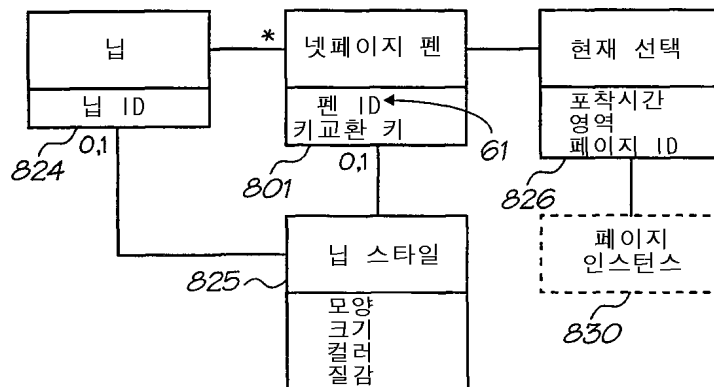 닙
*
넷페이지 펜
현재 선택
닙 ID
824
0,1
펜 ID
키교환 키
61
801
0,1
포착시간
영역
페이지 ID
826
닙 스타일
825
모양
크기
컬러
질감
페이지
인스턴스
830